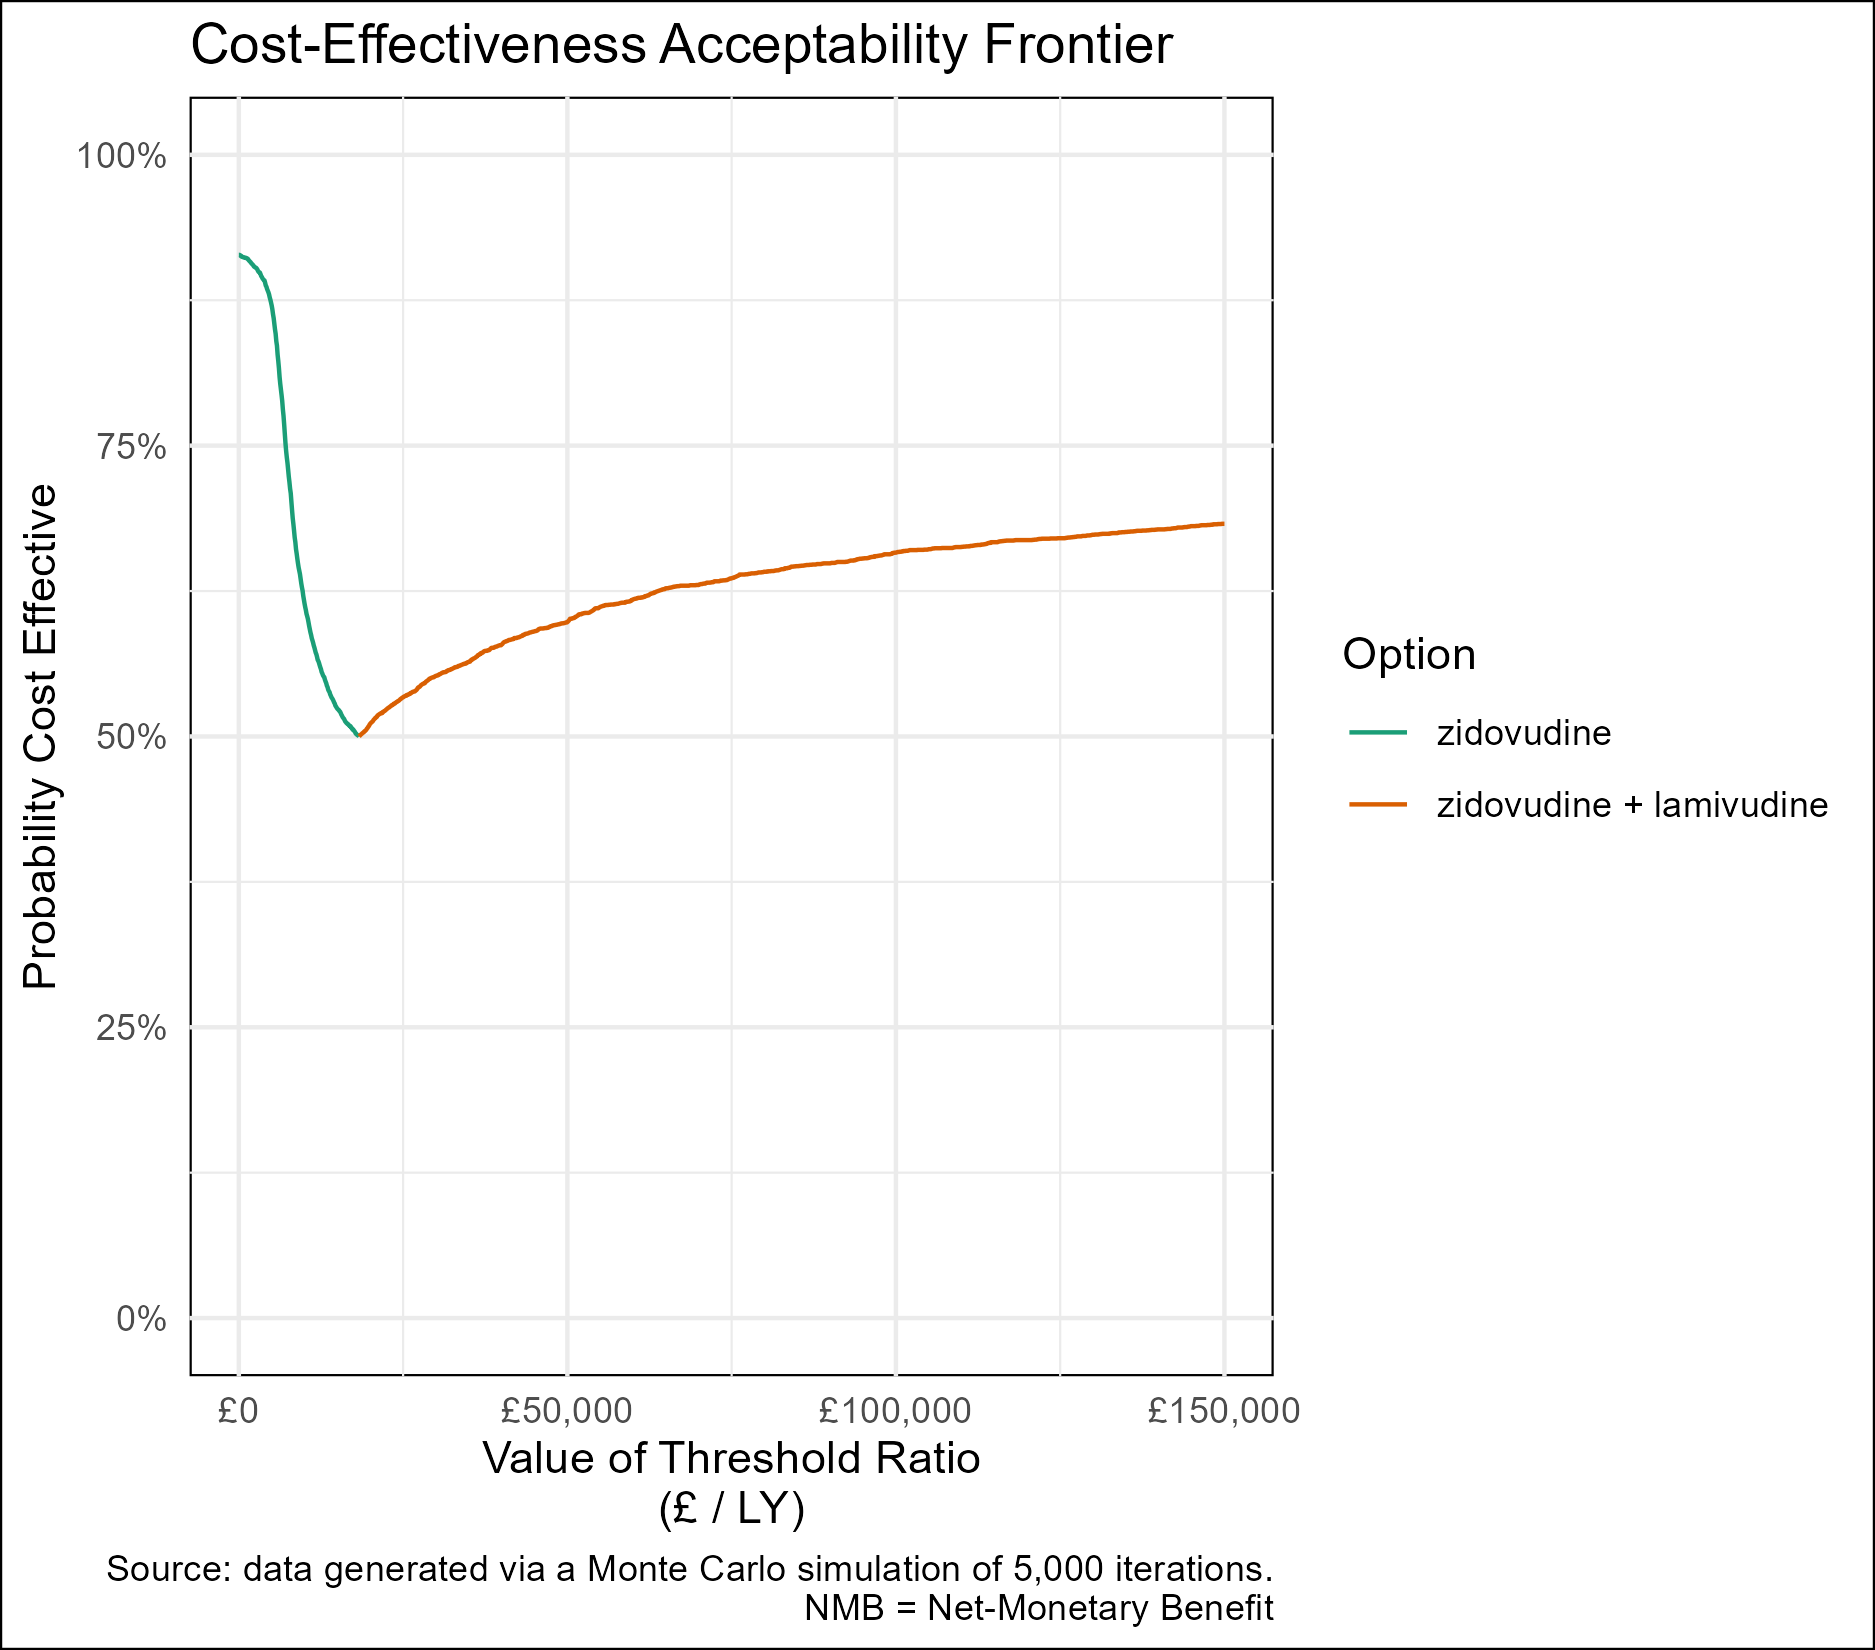 Cost-Effectiveness Acceptability Frontier
100%
75%
50%
25%
0%
Probability Cost Effective
£0
£50,000
£100,000
£150,000
Value of Threshold Ratio
(£ / LY)
Option
zidovudine
zidovudine + lamivudine
Source: data generated via a Monte Carlo simulation of 5,000 iterations.
NMB = Net-Monetary Benefit